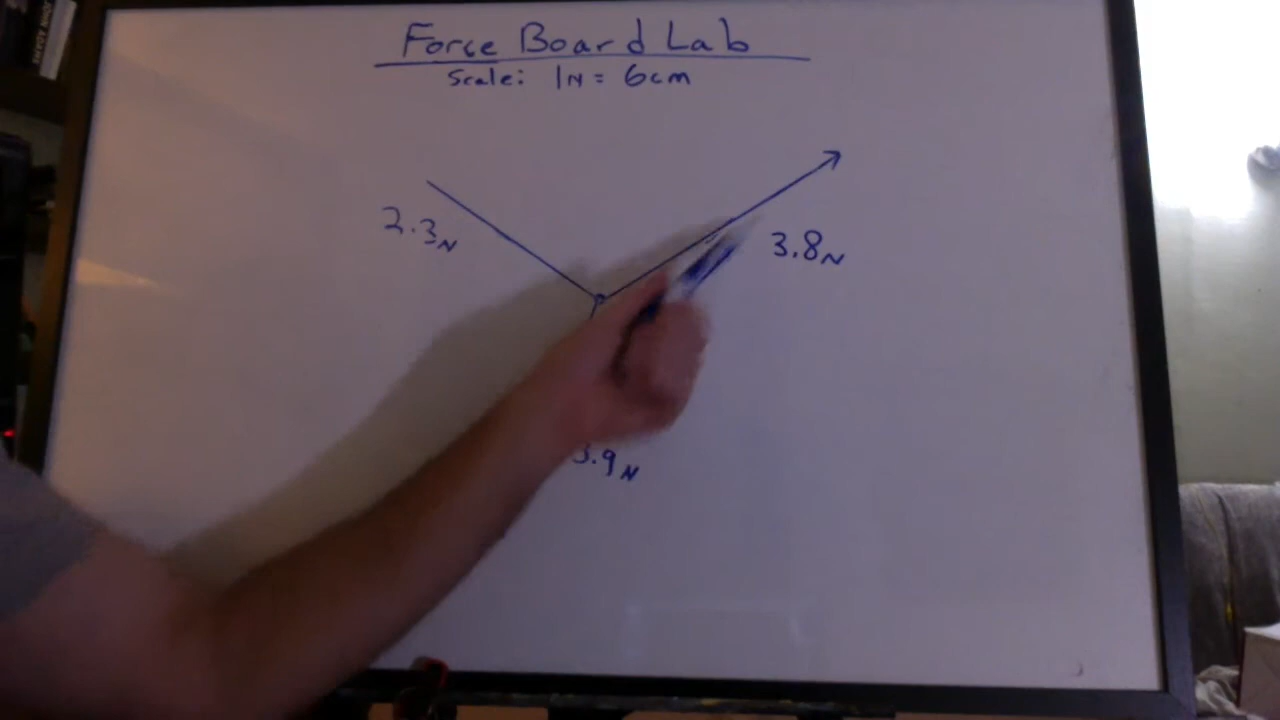 Force Board Lab
Scale: 1N = 6cm
2.3N
3.8N
3.9N